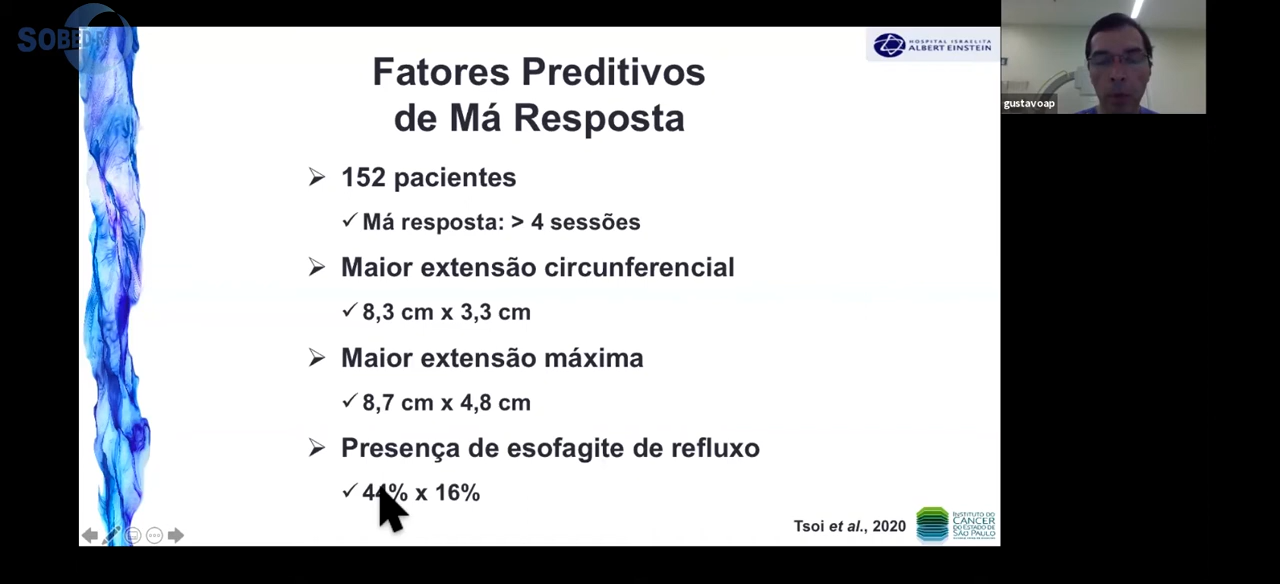 SOBED
HOSPITAL ISRAELITA
ALBERT EINSTEIN
gustavoap
Fatores Preditivos
de Má Resposta
152 pacientes
Má resposta: > 4 sessões
Maior extensão circunferencial
8,3 cm x 3,3 cm
Maior extensão máxima
8,7 cm x 4,8 cm
Presença de esofagite de refluxo
44% x 16%
Tsoi et al., 2020
INSTITUTO DO
CÂNCER
DO ESTADO DE
SÃO PAULO